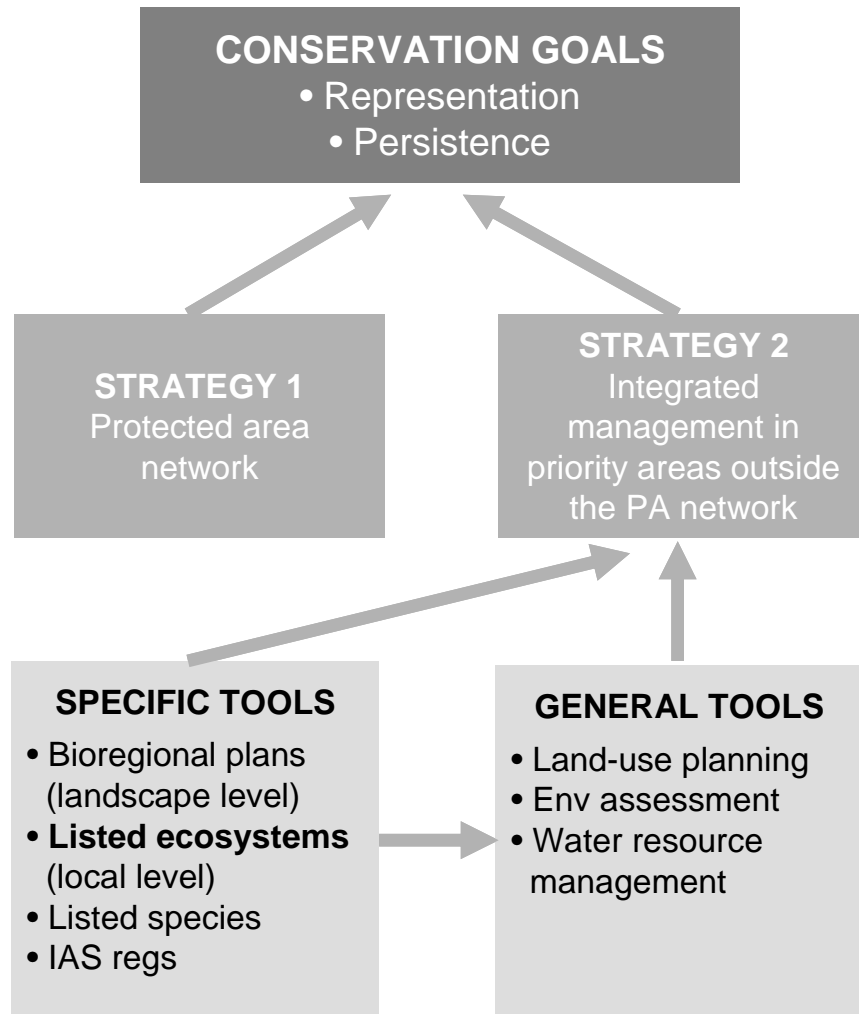 CONSERVATION GOALS
• Representation
• Persistence
STRATEGY 1
Protected area
network
STRATEGY 2
Integrated
management in
priority areas outside
the PA network
SPECIFIC TOOLS
• Bioregional plans
(landscape level)
• Listed ecosystems
(local level)
• Listed species
• IAS regs
GENERAL TOOLS
• Land-use planning
• Env assessment
• Water resource
management